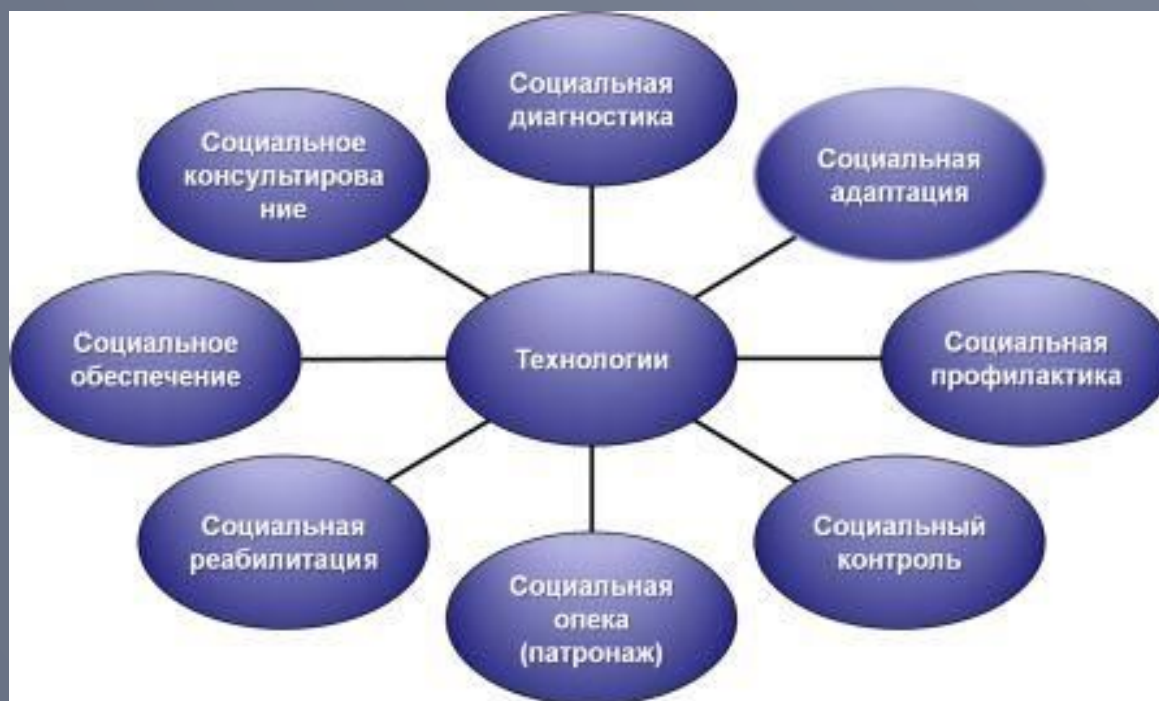 Социальная
диагностика
Социальная
адаптация
Социальная
профилактика
Социальный
контроль
Социальная
опека
(патронаж)
Социальная
реабилитация
Социальное
обеспечение
Социальное
консультирова
ние
Технологии